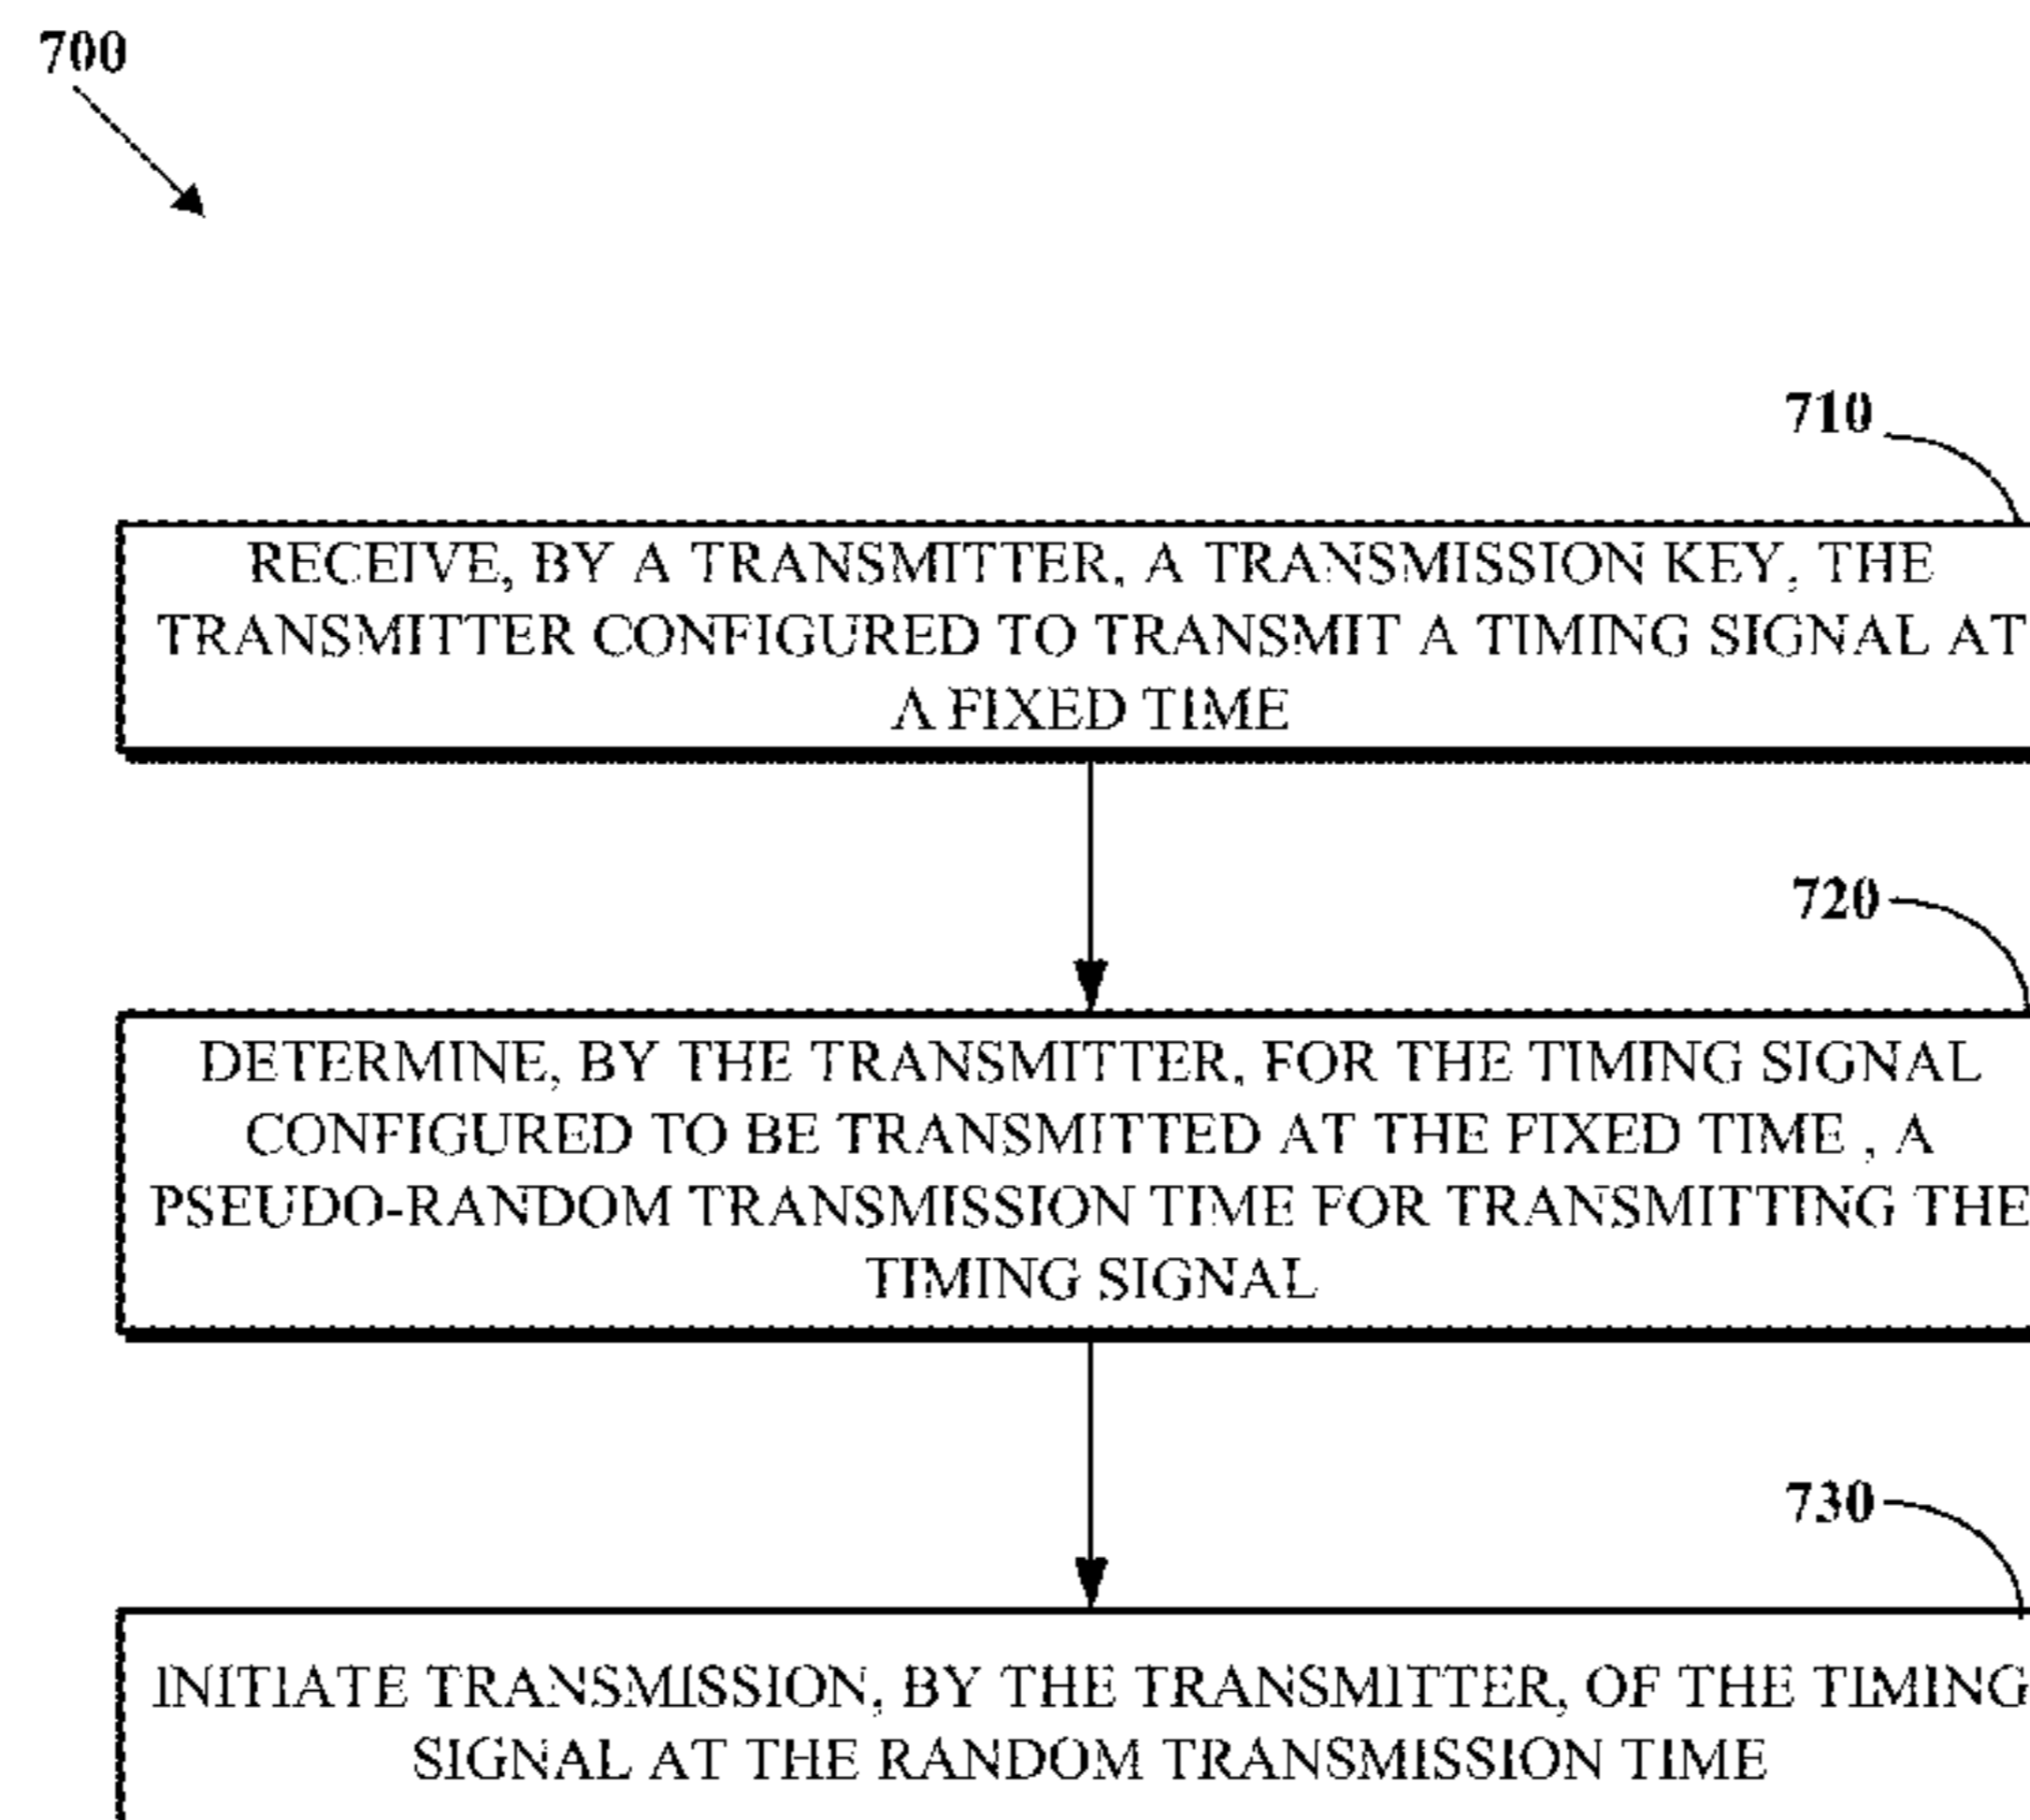 700
710
RECEIVE, BY A TRANSMITTER, A TRANSMISSION KEY, THE
TRANSMITTER CONFIGURED TO TRANSMIT A TIMING SIGNAL AT
A FIXED TIME
720
DETERMINE, BY THE TRANSMITTER, FOR THE TIMING SIGNAL
CONFIGURED TO BE TRANSMITTED AT THE FIXED TIME , A
PSEUDO-RANDOM TRANSMISSION TIME FOR TRANSMITTING THE
TIMING SIGNAL
730
INITIATE TRANSMISSION, BY THE TRANSMITTER, OF THE TIMING
SIGNAL AT THE RANDOM TRANSMISSION TIME